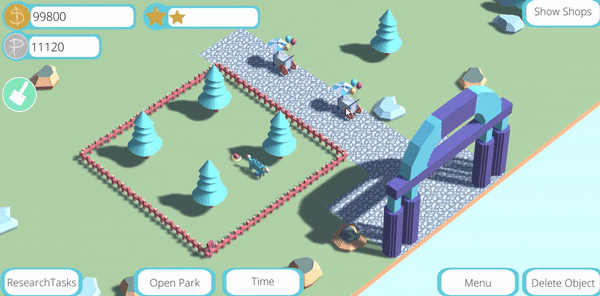 99800
Show Shops
11120
ResearchTasks
Open Park
Time
Menu
Delete Object